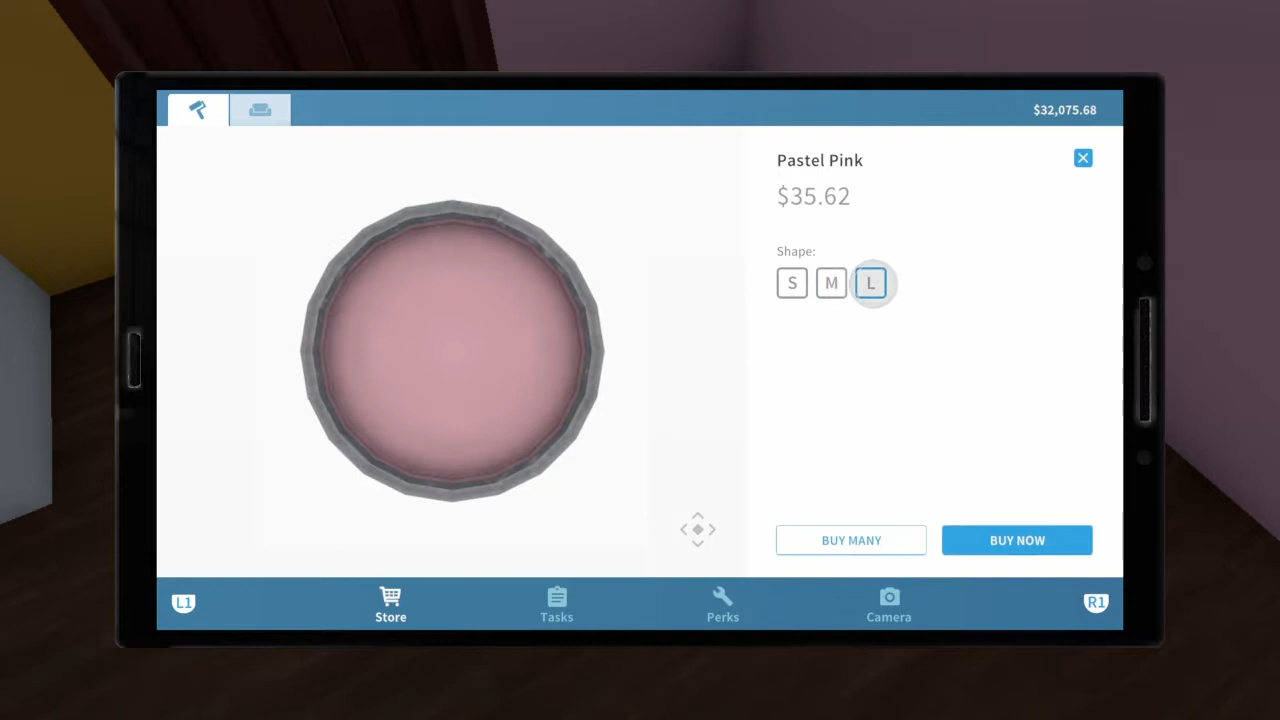 $32,075.68
Pastel Pink
$35.62
Shape:
S M L
BUY MANY BUY NOW
L1 Store Tasks Perks Camera R1